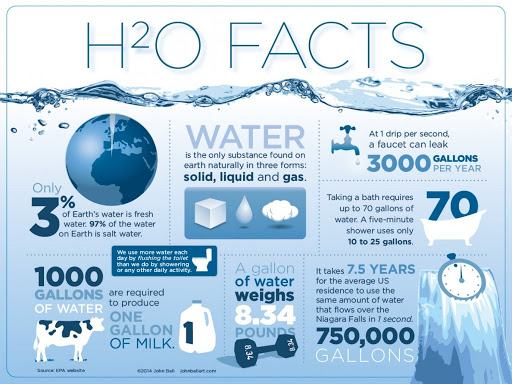 H²O FACTS
Only
3%
of Earth's water is fresh
water. 97% of the water
on Earth is salt water.
WATER
is the only substance found on
earth naturally in three forms:
solid, liquid and gas.
At 1 drip per second,
a faucet can leak
3000 GALLONS
PER YEAR
Taking a bath requires
up to 70 gallons of
water. A five-minute
shower uses only
10 to 25 gallons.
70
We use more water each
day by flushing the toilet
than we do by showering
or any other daily activity.
1000
GALLONS
OF WATER
are required
to produce
ONE
GALLON
OF MILK.
1
A gallon
of water
weighs
8.34
POUNDS
8.34
8.34
It takes 7.5 YEARS
for the average US
residence to use the
same amount of water
that flows over the
Niagara Falls in 1 second.
750,000
GALLONS
Source: EPA website
©2014 John Bell johnbellart.com